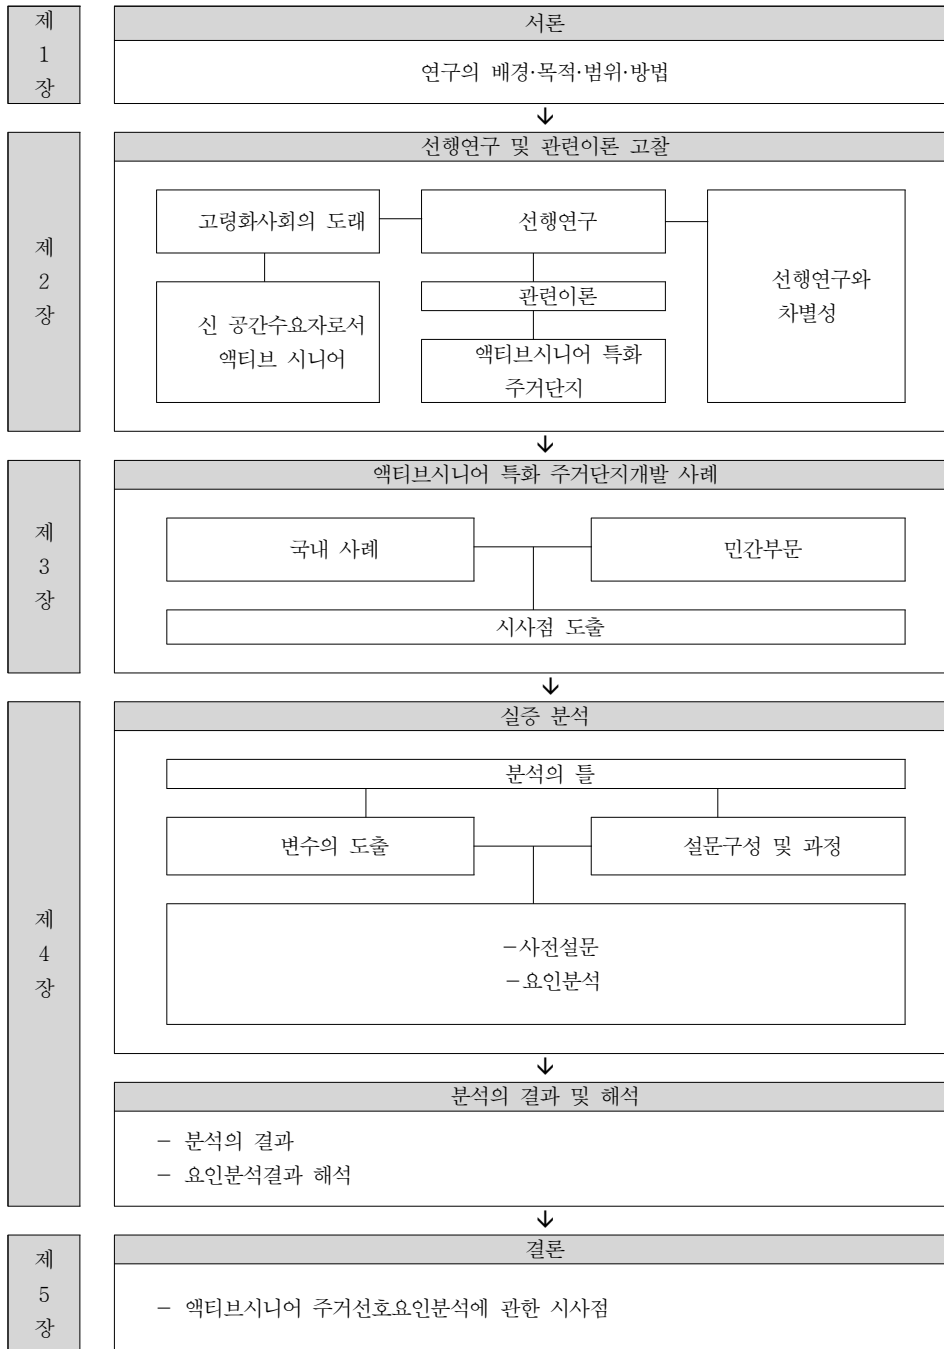 제
1
장
서론
연구의 배경·목적·범위·방법
↓
제
2
장
선행연구 및 관련이론 고찰
고령화사회의 도래
선행연구
선행연구와
차별성
신 공간수요자로서
액티브 시니어
관련이론
액티브시니어 특화
주거단지
↓
제
3
장
액티브시니어 특화 주거단지개발 사례
국내 사례
민간부문
시사점 도출
↓
제
4
장
실증 분석
분석의 틀
변수의 도출
설문구성 및 과정
-사전설문
-요인분석
↓
분석의 결과 및 해석
- 분석의 결과
- 요인분석결과 해석
↓
제
5
장
결론
- 액티브시니어 주거선호요인분석에 관한 시사점